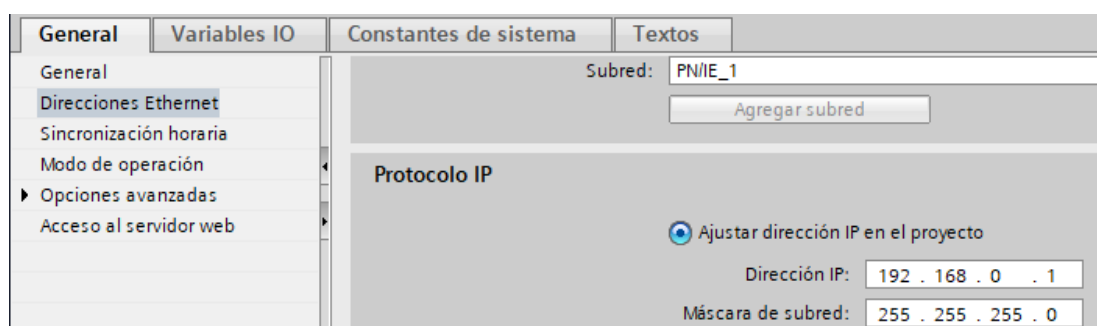 General Variables IO Constantes de sistema Textos
General
Direcciones Ethernet
Sincronización horaria
Modo de operación
Opciones avanzadas
Acceso al servidor web
Subred: PN/IE_1
Agregar subred
Protocolo IP
Ajustar dirección IP en el proyecto
Dirección IP: 192 . 168 . 0 . 1
Máscara de subred: 255 . 255 . 255 . 0